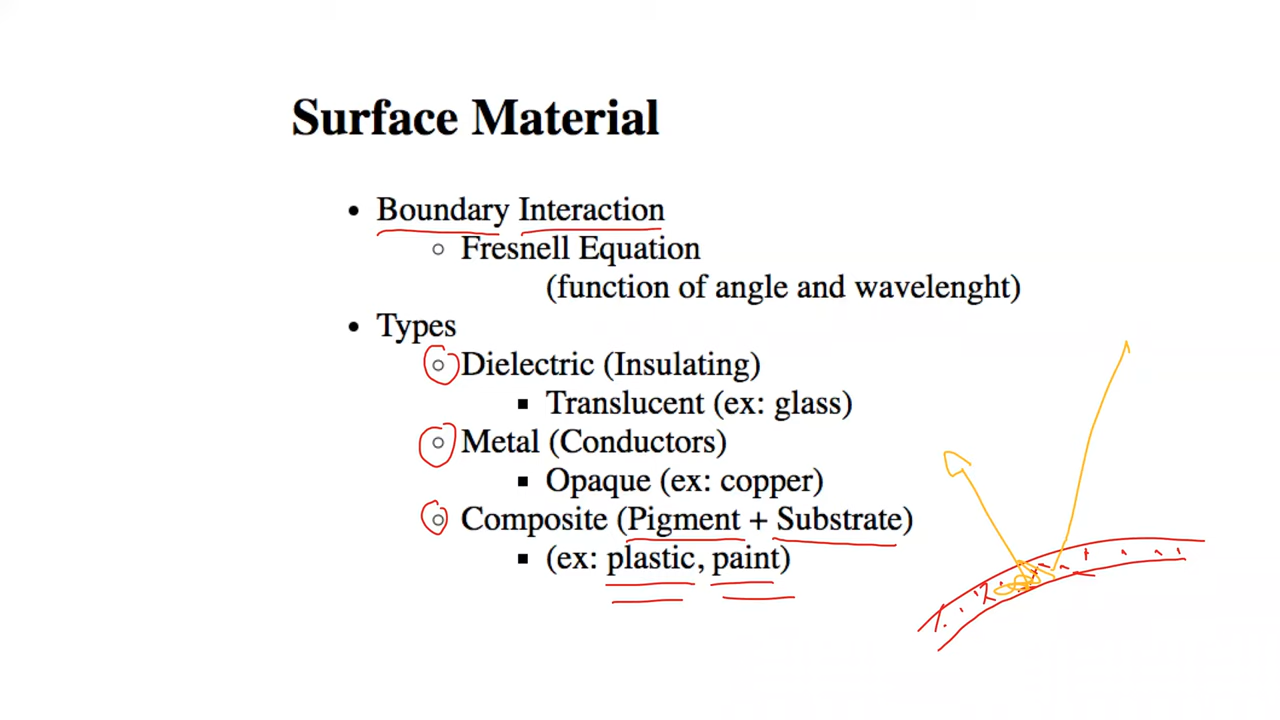 Surface Material
• Boundary Interaction
○ Fresnell Equation
(function of angle and wavelenght)
• Types
○ Dielectric (Insulating)
▪ Translucent (ex: glass)
○ Metal (Conductors)
▪ Opaque (ex: copper)
○ Composite (Pigment + Substrate)
▪ (ex: plastic, paint)